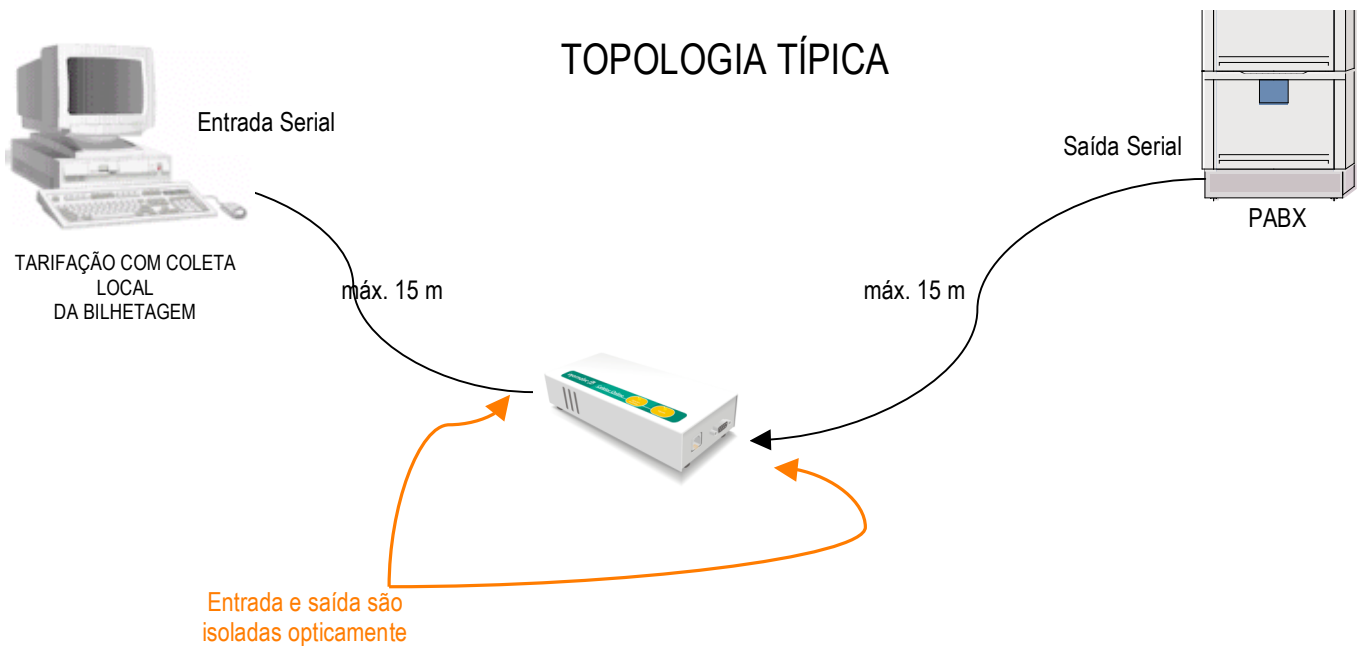 TOPOLOGIA TÍPICA
Entrada Serial
Saída Serial
PABX
TARIFAÇÃO COM COLETA
LOCAL
DA BILHETAGEM
máx. 15 m
máx. 15 m
Entrada e saída são
isoladas opticamente